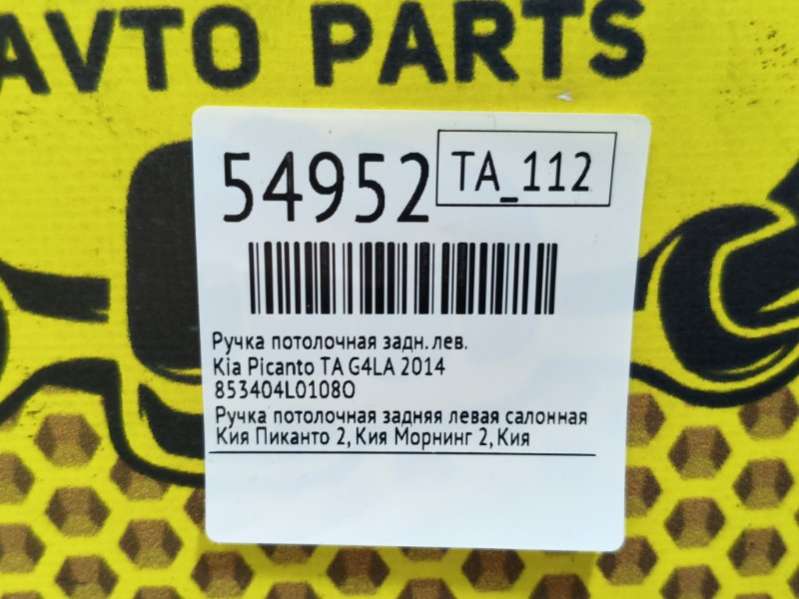 AVTO PARTS
54952
TA_112
Ручка потолочная задн. лев.
Kia Picanto TA G4LA 2014
853404L0108O
Ручка потолочная задняя левая салонная
Кия Пиканто 2, Кия Морнинг 2, Кия